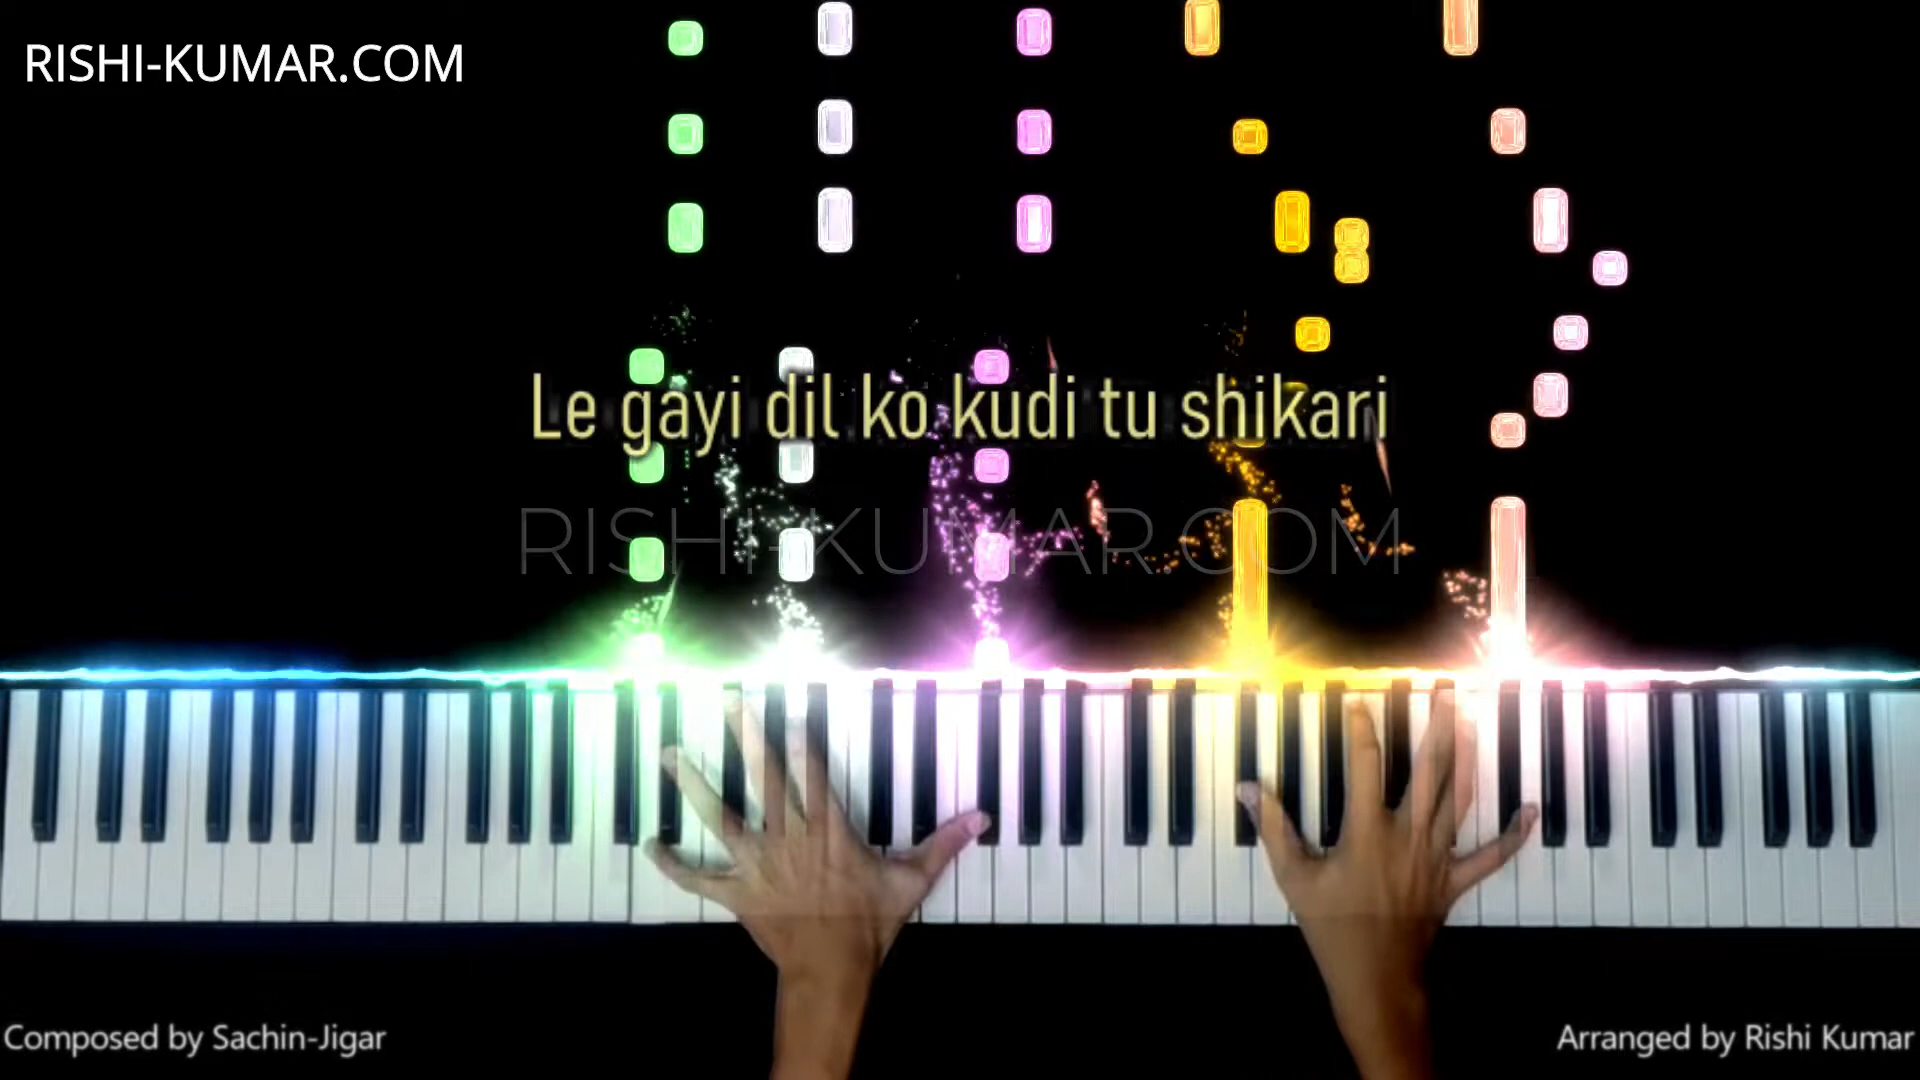 RISHI-KUMAR.COM
Le gayi dil ko kudi tu shikari
RISHI-KUMAR.COM
Composed by Sachin-Jigar
Arranged by Rishi Kumar